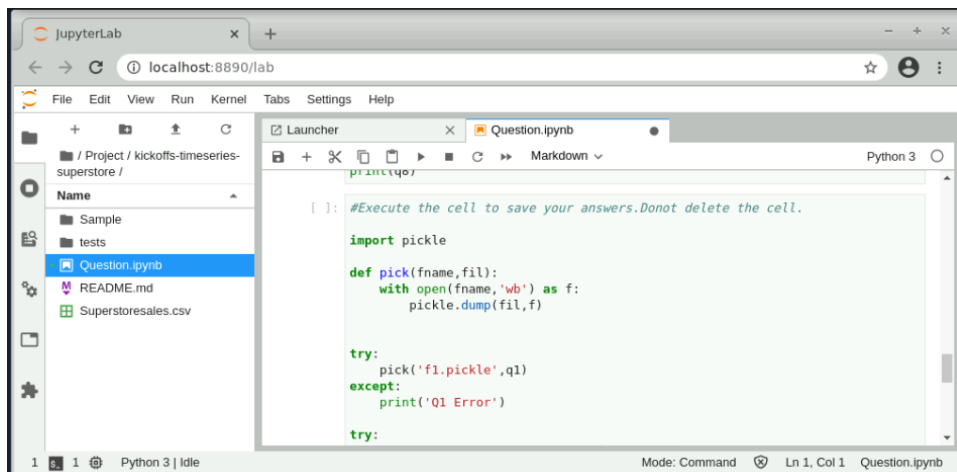 JupyterLab
localhost:8890/lab
File Edit View Run Kernel Tabs Settings Help
/ Project / kickoffs-timeseries-
superstore /
Name
Sample
tests
Question.ipynb
README.md
Superstoresales.csv
Launcher
Question.ipynb
Markdown
Python 3
print(q8)
[ ]: #Execute the cell to save your answers.Donot delete the cell.
import pickle
def pick(fname,fil):
with open(fname,'wb') as f:
pickle.dump(fil,f)
try:
pick('f1.pickle',q1)
except:
print('Q1 Error')
try:
1 $_ 1 Python 3 | Idle Mode: Command Ln 1, Col 1 Question.ipynb